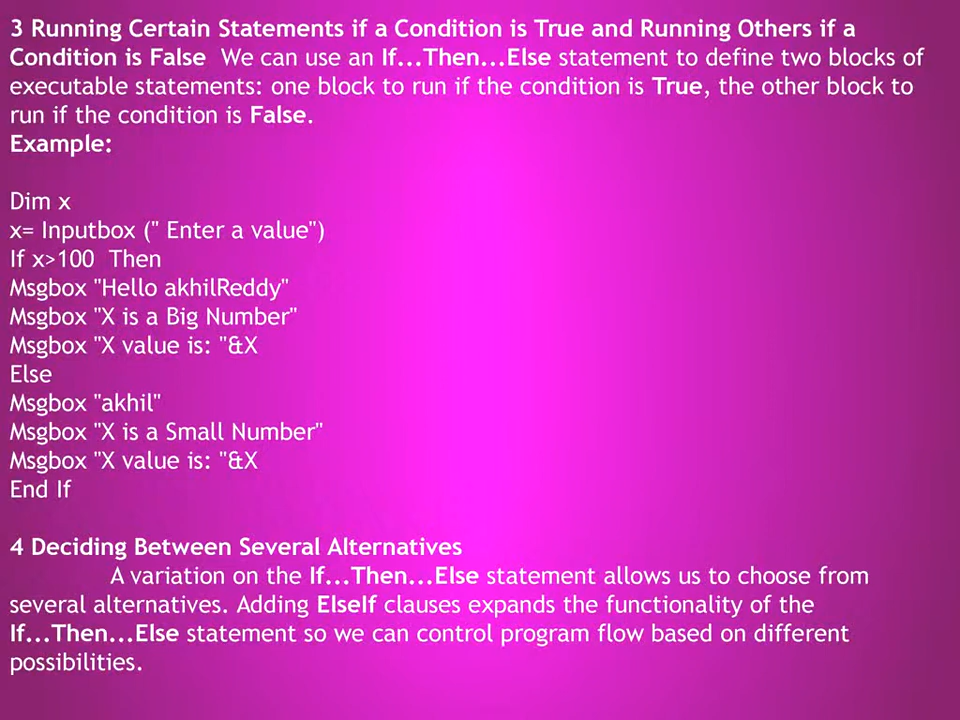 3 Running Certain Statements if a Condition is True and Running Others if a
Condition is False  We can use an If...Then...Else statement to define two blocks of
executable statements: one block to run if the condition is True, the other block to
run if the condition is False.
Example:
Dim x
x= Inputbox (" Enter a value")
If x>100  Then
Msgbox "Hello akhilReddy"
Msgbox "X is a Big Number"
Msgbox "X value is: "&X
Else
Msgbox "akhil"
Msgbox "X is a Small Number"
Msgbox "X value is: "&X
End If
4 Deciding Between Several Alternatives
A variation on the If...Then...Else statement allows us to choose from
several alternatives. Adding ElseIf clauses expands the functionality of the
If...Then...Else statement so we can control program flow based on different
possibilities.